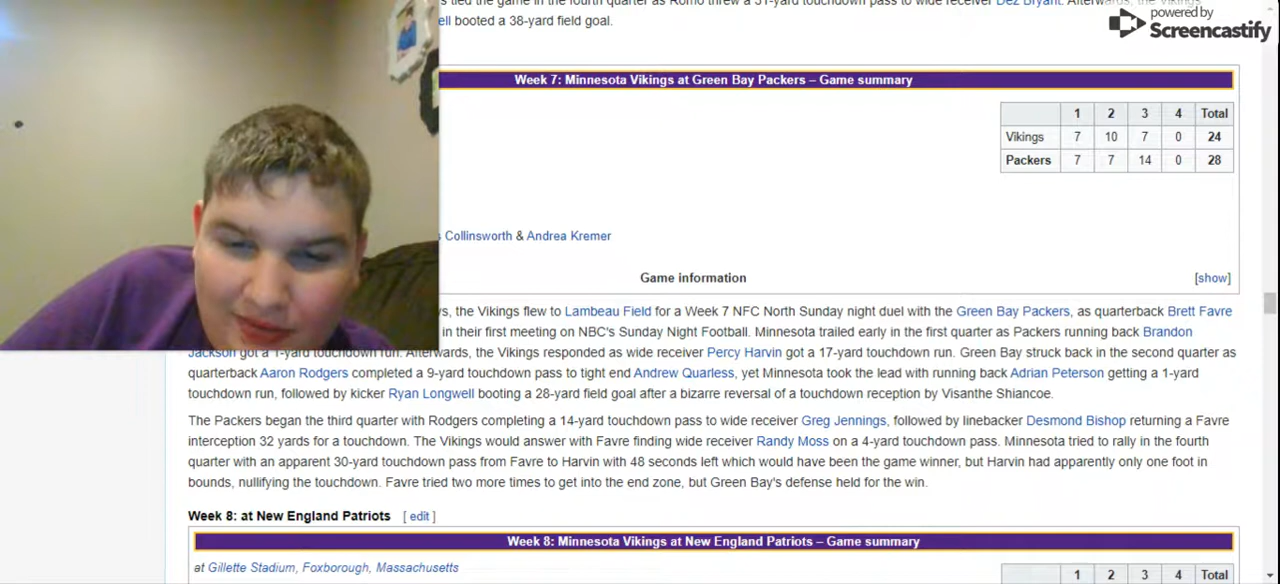 s tied the game in the fourth quarter as Romo threw a 31-yard touchdown pass to wide receiver Dez Bryant. Afterwards, the Vikings
ell booted a 38-yard field goal.
powered by
Screencastify
Week 7: Minnesota Vikings at Green Bay Packers – Game summary
1 2 3 4 Total
Vikings 7 10 7 0 24
Packers 7 7 14 0 28
s Collinsworth & Andrea Kremer
Game information [show]
ys, the Vikings flew to Lambeau Field for a Week 7 NFC North Sunday night duel with the Green Bay Packers, as quarterback Brett Favre
in their first meeting on NBC's Sunday Night Football. Minnesota trailed early in the first quarter as Packers running back Brandon
Jackson got a 1-yard touchdown run. Afterwards, the Vikings responded as wide receiver Percy Harvin got a 17-yard touchdown run. Green Bay struck back in the second quarter as
quarterback Aaron Rodgers completed a 9-yard touchdown pass to tight end Andrew Quarless, yet Minnesota took the lead with running back Adrian Peterson getting a 1-yard
touchdown run, followed by kicker Ryan Longwell booting a 28-yard field goal after a bizarre reversal of a touchdown reception by Visanthe Shiancoe.
The Packers began the third quarter with Rodgers completing a 14-yard touchdown pass to wide receiver Greg Jennings, followed by linebacker Desmond Bishop returning a Favre
interception 32 yards for a touchdown. The Vikings would answer with Favre finding wide receiver Randy Moss on a 4-yard touchdown pass. Minnesota tried to rally in the fourth
quarter with an apparent 30-yard touchdown pass from Favre to Harvin with 48 seconds left which would have been the game winner, but Harvin had apparently only one foot in
bounds, nullifying the touchdown. Favre tried two more times to get into the end zone, but Green Bay's defense held for the win.
Week 8: at New England Patriots [ edit ]
Week 8: Minnesota Vikings at New England Patriots – Game summary
at Gillette Stadium, Foxborough, Massachusetts
1 2 3 4 Total